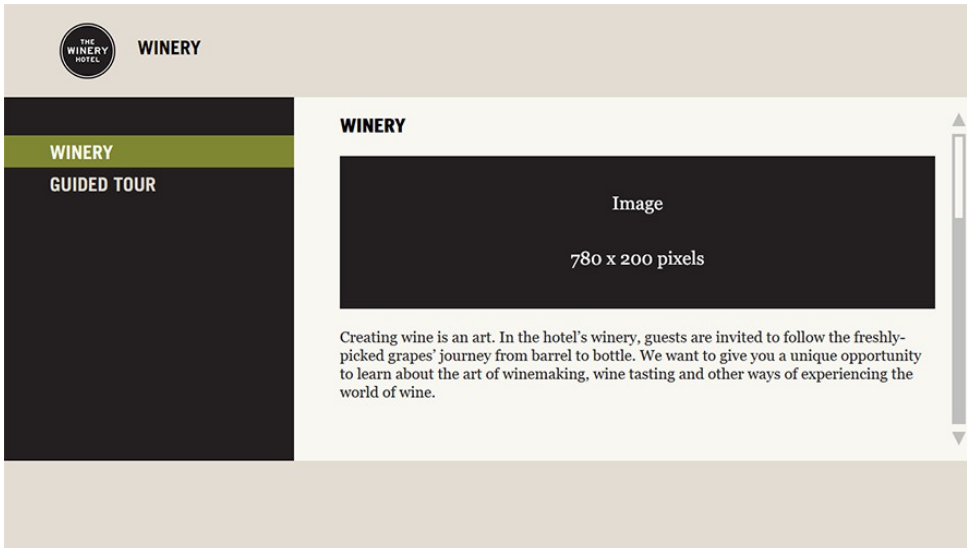 THE
WINERY
HOTEL
WINERY
WINERY
GUIDED TOUR
WINERY
Image
780 x 200 pixels
Creating wine is an art. In the hotel’s winery, guests are invited to follow the freshly-
picked grapes’ journey from barrel to bottle. We want to give you a unique opportunity
to learn about the art of winemaking, wine tasting and other ways of experiencing the
world of wine.